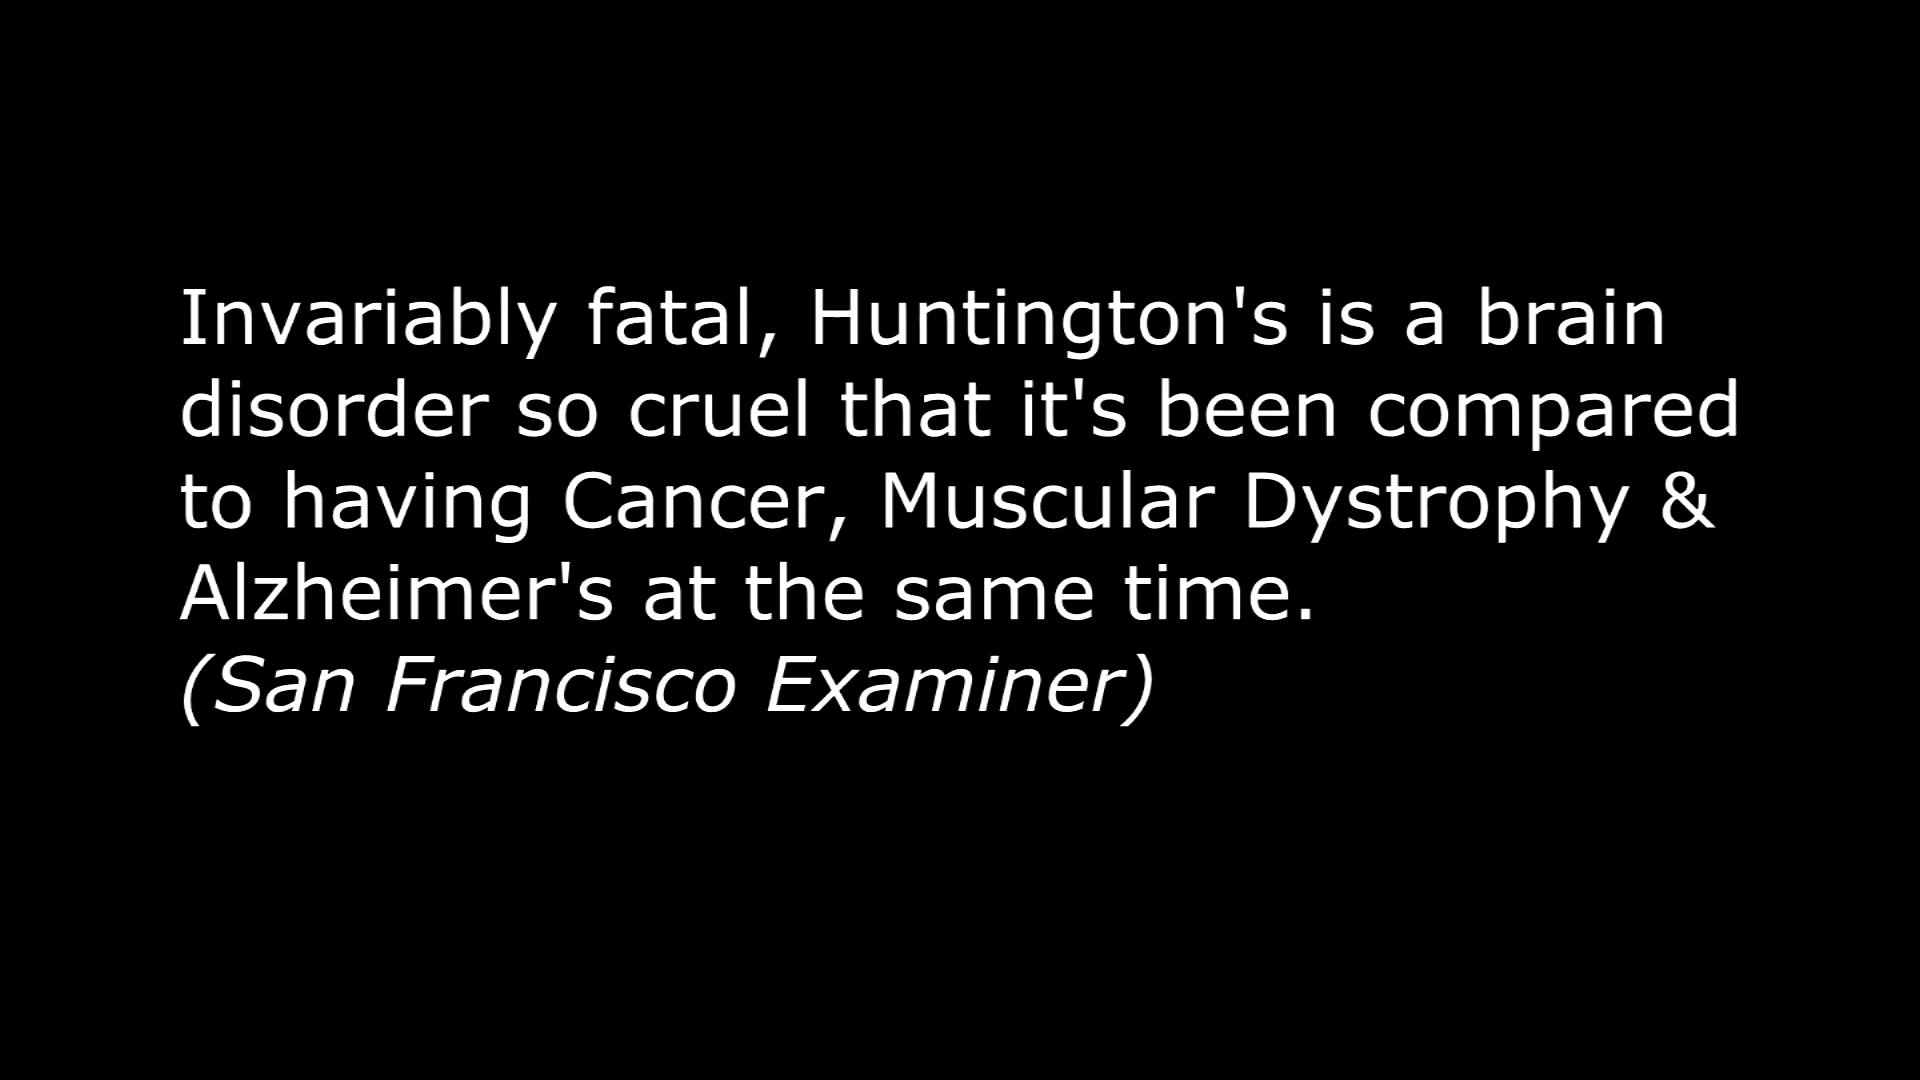 Invariably fatal, Huntington's is a brain
disorder so cruel that it's been compared
to having Cancer, Muscular Dystrophy &
Alzheimer's at the same time.
(San Francisco Examiner)